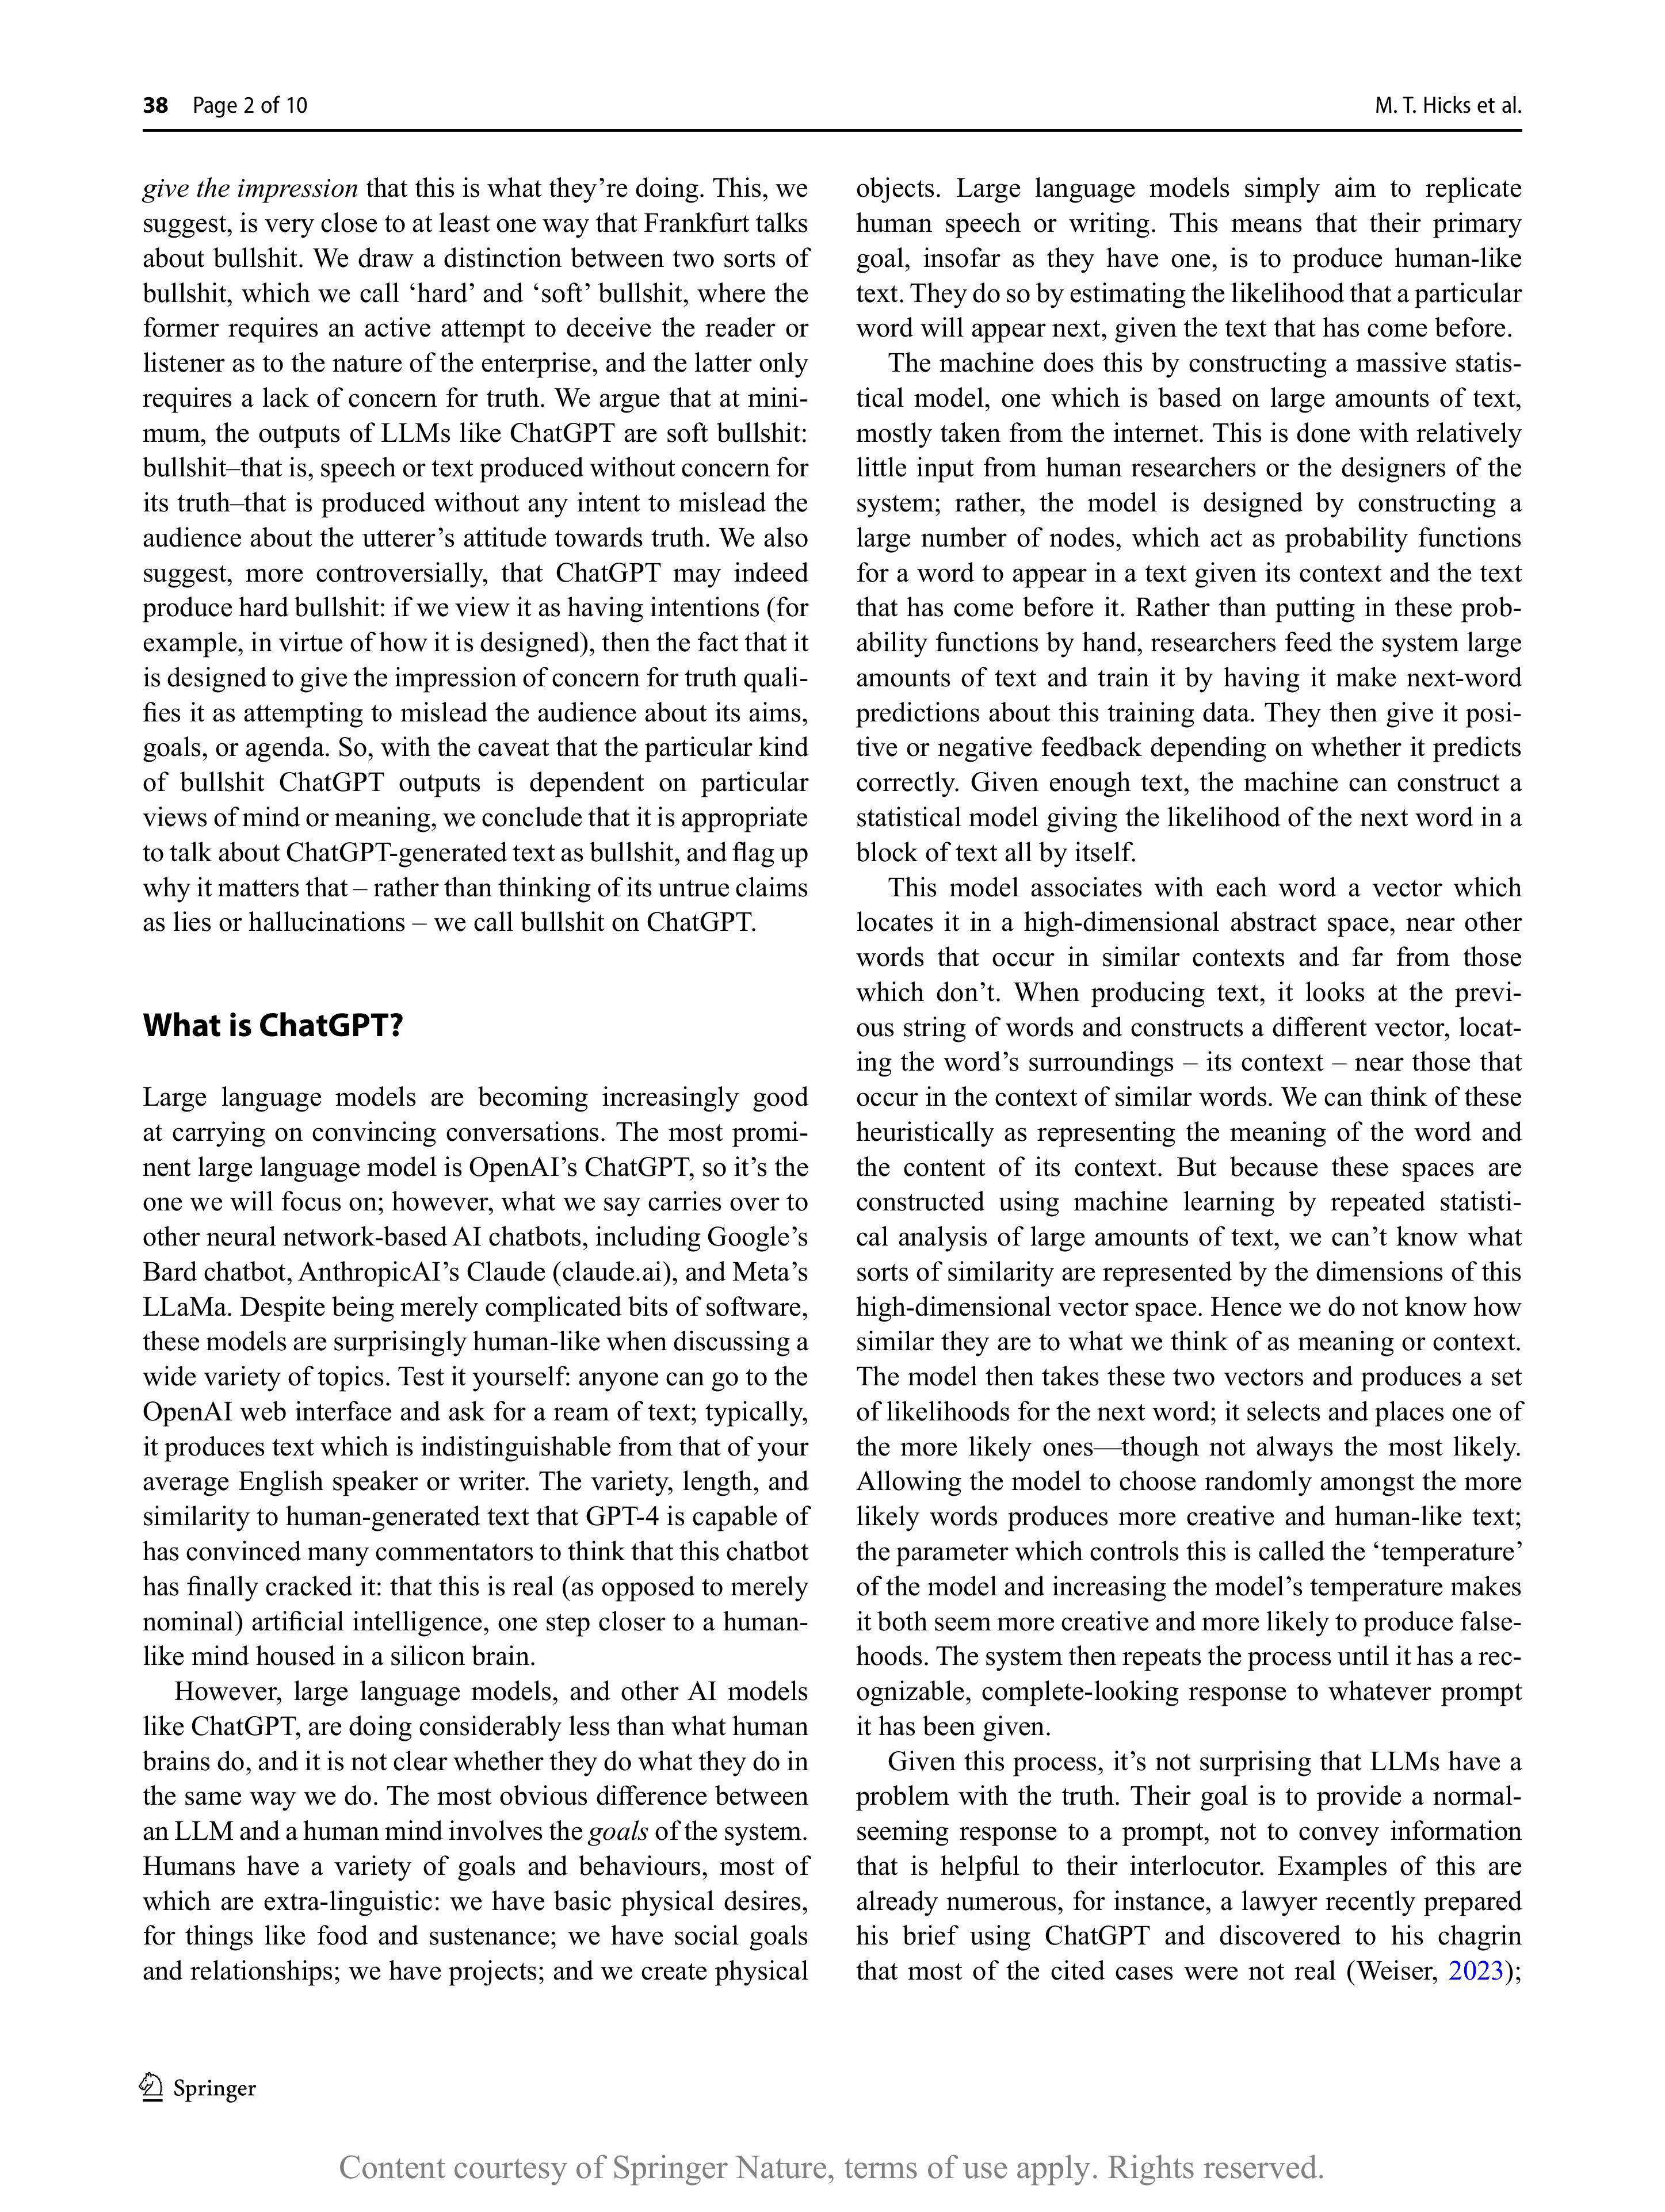 38 Page 2 of 10
M. T. Hicks et al.
give the impression that this is what they’re doing. This, we
suggest, is very close to at least one way that Frankfurt talks
about bullshit. We draw a distinction between two sorts of
bullshit, which we call ‘hard’ and ‘soft’ bullshit, where the
former requires an active attempt to deceive the reader or
listener as to the nature of the enterprise, and the latter only
requires a lack of concern for truth. We argue that at mini-
mum, the outputs of LLMs like ChatGPT are soft bullshit:
bullshit–that is, speech or text produced without concern for
its truth–that is produced without any intent to mislead the
audience about the utterer’s attitude towards truth. We also
suggest, more controversially, that ChatGPT may indeed
produce hard bullshit: if we view it as having intentions (for
example, in virtue of how it is designed), then the fact that it
is designed to give the impression of concern for truth quali-
fies it as attempting to mislead the audience about its aims,
goals, or agenda. So, with the caveat that the particular kind
of bullshit ChatGPT outputs is dependent on particular
views of mind or meaning, we conclude that it is appropriate
to talk about ChatGPT-generated text as bullshit, and flag up
why it matters that – rather than thinking of its untrue claims
as lies or hallucinations – we call bullshit on ChatGPT.
What is ChatGPT?
Large language models are becoming increasingly good
at carrying on convincing conversations. The most promi-
nent large language model is OpenAI’s ChatGPT, so it’s the
one we will focus on; however, what we say carries over to
other neural network-based AI chatbots, including Google’s
Bard chatbot, AnthropicAI’s Claude (claude.ai), and Meta’s
LLaMa. Despite being merely complicated bits of software,
these models are surprisingly human-like when discussing a
wide variety of topics. Test it yourself: anyone can go to the
OpenAI web interface and ask for a ream of text; typically,
it produces text which is indistinguishable from that of your
average English speaker or writer. The variety, length, and
similarity to human-generated text that GPT-4 is capable of
has convinced many commentators to think that this chatbot
has finally cracked it: that this is real (as opposed to merely
nominal) artificial intelligence, one step closer to a human-
like mind housed in a silicon brain.
However, large language models, and other AI models
like ChatGPT, are doing considerably less than what human
brains do, and it is not clear whether they do what they do in
the same way we do. The most obvious difference between
an LLM and a human mind involves the goals of the system.
Humans have a variety of goals and behaviours, most of
which are extra-linguistic: we have basic physical desires,
for things like food and sustenance; we have social goals
and relationships; we have projects; and we create physical
objects. Large language models simply aim to replicate
human speech or writing. This means that their primary
goal, insofar as they have one, is to produce human-like
text. They do so by estimating the likelihood that a particular
word will appear next, given the text that has come before.
The machine does this by constructing a massive statis-
tical model, one which is based on large amounts of text,
mostly taken from the internet. This is done with relatively
little input from human researchers or the designers of the
system; rather, the model is designed by constructing a
large number of nodes, which act as probability functions
for a word to appear in a text given its context and the text
that has come before it. Rather than putting in these prob-
ability functions by hand, researchers feed the system large
amounts of text and train it by having it make next-word
predictions about this training data. They then give it posi-
tive or negative feedback depending on whether it predicts
correctly. Given enough text, the machine can construct a
statistical model giving the likelihood of the next word in a
block of text all by itself.
This model associates with each word a vector which
locates it in a high-dimensional abstract space, near other
words that occur in similar contexts and far from those
which don’t. When producing text, it looks at the previ-
ous string of words and constructs a different vector, locat-
ing the word’s surroundings – its context – near those that
occur in the context of similar words. We can think of these
heuristically as representing the meaning of the word and
the content of its context. But because these spaces are
constructed using machine learning by repeated statisti-
cal analysis of large amounts of text, we can’t know what
sorts of similarity are represented by the dimensions of this
high-dimensional vector space. Hence we do not know how
similar they are to what we think of as meaning or context.
The model then takes these two vectors and produces a set
of likelihoods for the next word; it selects and places one of
the more likely ones—though not always the most likely.
Allowing the model to choose randomly amongst the more
likely words produces more creative and human-like text;
the parameter which controls this is called the ‘temperature’
of the model and increasing the model’s temperature makes
it both seem more creative and more likely to produce false-
hoods. The system then repeats the process until it has a rec-
ognizable, complete-looking response to whatever prompt
it has been given.
Given this process, it’s not surprising that LLMs have a
problem with the truth. Their goal is to provide a normal-
seeming response to a prompt, not to convey information
that is helpful to their interlocutor. Examples of this are
already numerous, for instance, a lawyer recently prepared
his brief using ChatGPT and discovered to his chagrin
that most of the cited cases were not real (Weiser, 2023);
Springer
Content courtesy of Springer Nature, terms of use apply. Rights reserved.